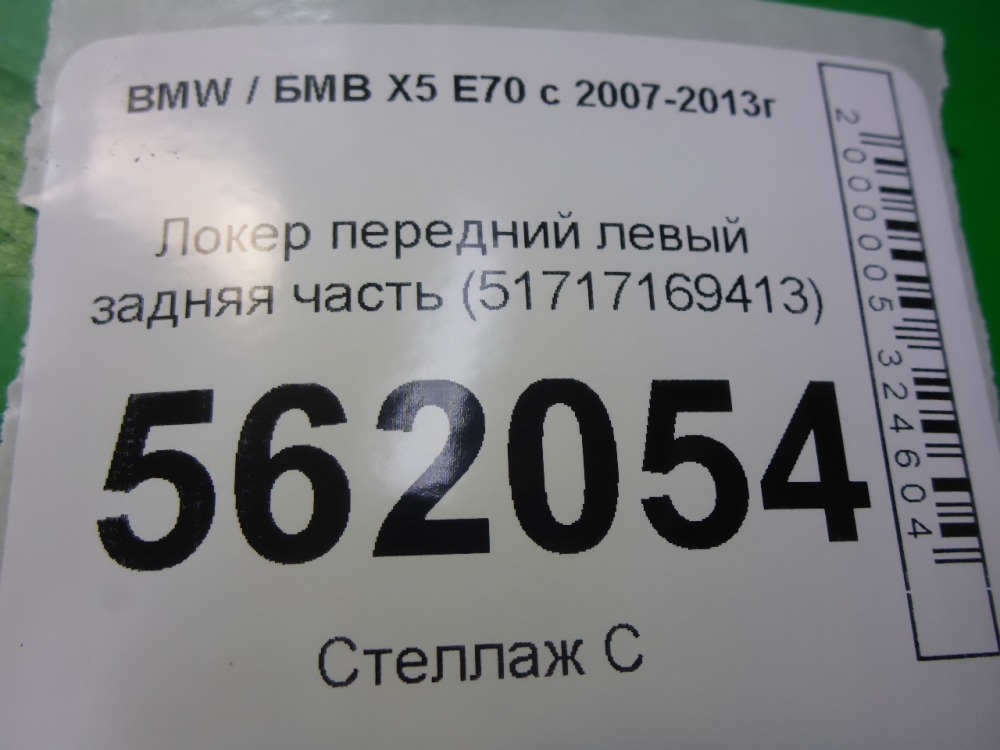 BMW / БМВ X5 E70 с 2007-2013г
Локер передний левый
задняя часть (51717169413)
562054
Стеллаж С
2000005324604